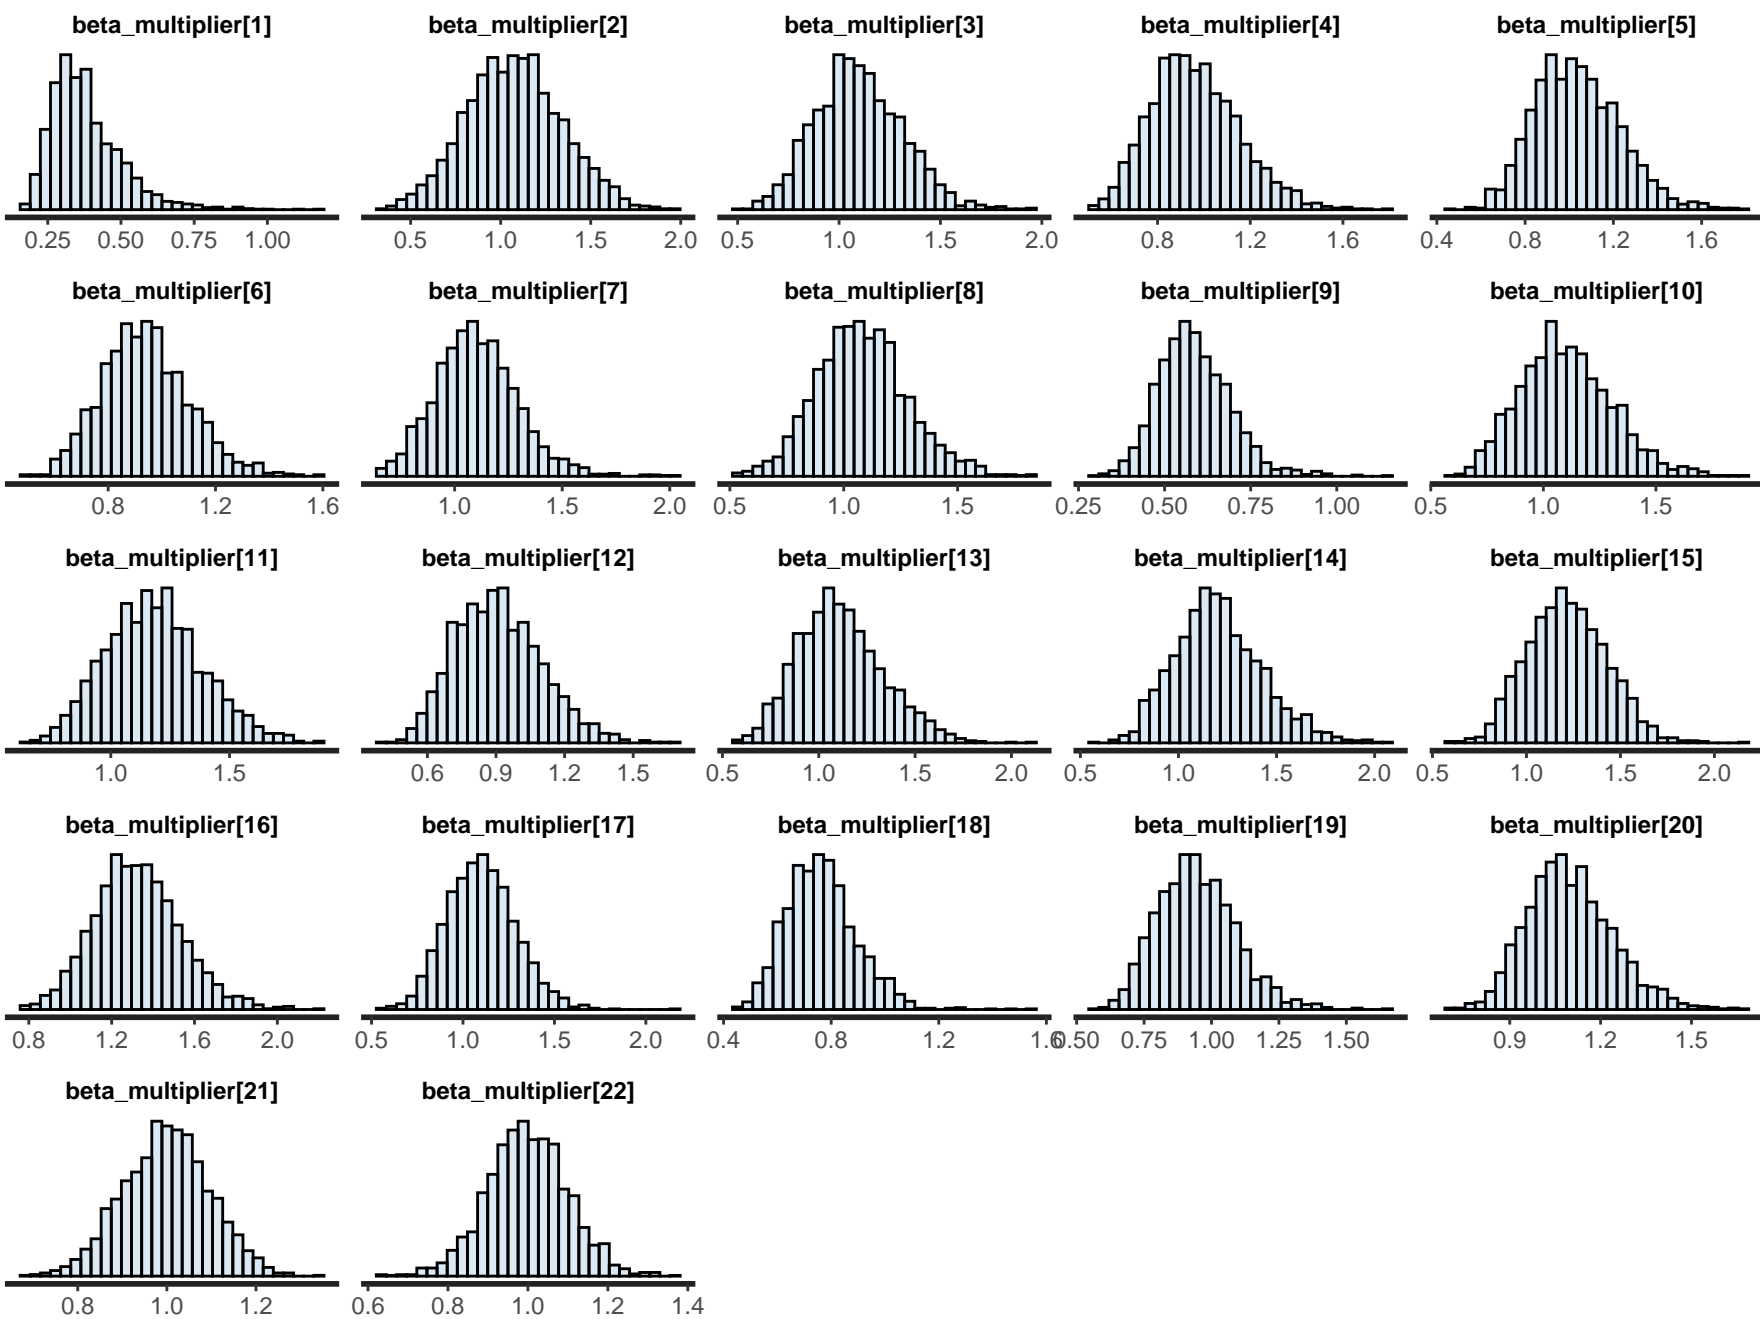 beta_multiplier[1] beta_multiplier[2] beta_multiplier[3] beta_multiplier[4] beta_multiplier[5]
0.25 0.50 0.75 1.00 0.5 1.0 1.5 2.0 0.5 1.0 1.5 2.0 0.8 1.2 1.6 0.4 0.8 1.2 1.6
beta_multiplier[6] beta_multiplier[7] beta_multiplier[8] beta_multiplier[9] beta_multiplier[10]
0.8 1.2 1.6 1.0 1.5 2.0 0.5 1.0 1.5 0.25 0.50 0.75 1.00 0.5 1.0 1.5
beta_multiplier[11] beta_multiplier[12] beta_multiplier[13] beta_multiplier[14] beta_multiplier[15]
1.0 1.5 0.6 0.9 1.2 1.5 0.5 1.0 1.5 2.0 0.5 1.0 1.5 2.0 0.5 1.0 1.5 2.0
beta_multiplier[16] beta_multiplier[17] beta_multiplier[18] beta_multiplier[19] beta_multiplier[20]
0.8 1.2 1.6 2.0 0.5 1.0 1.5 2.0 0.4 0.8 1.2 1.6 0.50 0.75 1.00 1.25 1.50 0.9 1.2 1.5
beta_multiplier[21] beta_multiplier[22]
0.8 1.0 1.2 0.6 0.8 1.0 1.2 1.4